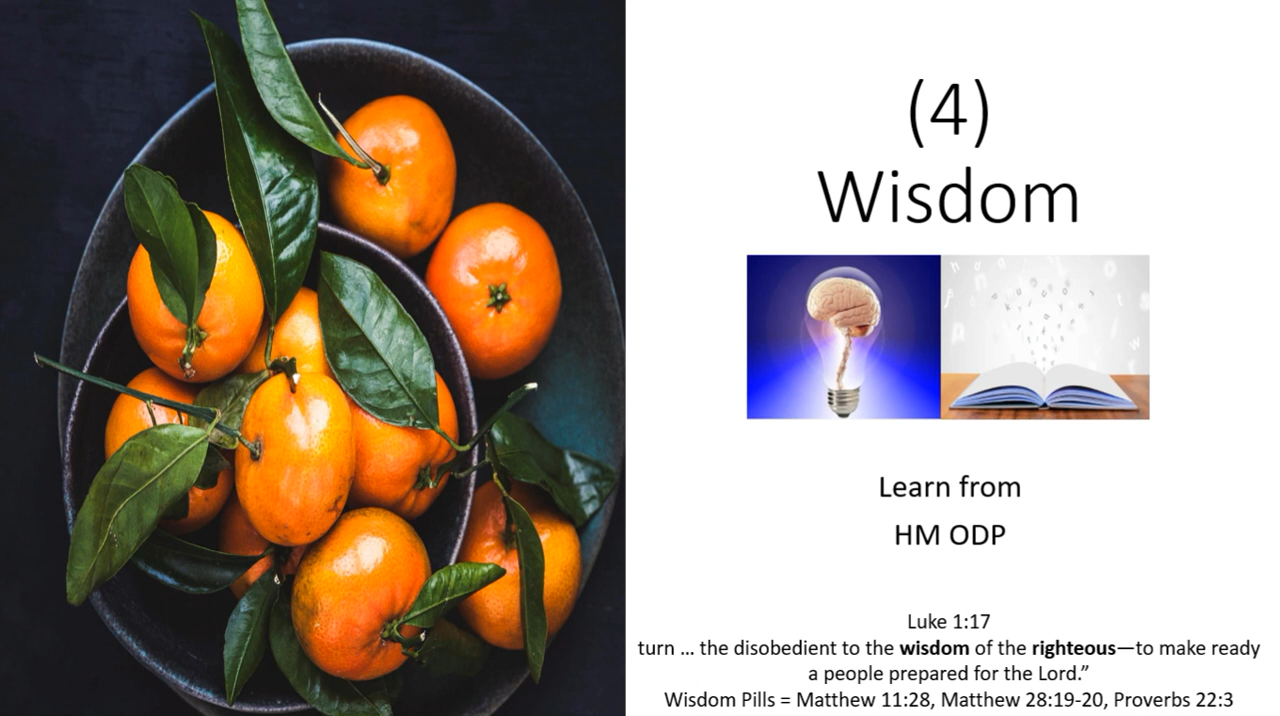 (4)
Wisdom
Learn from
HM ODP
Luke 1:17
turn … the disobedient to the wisdom of the righteous—to make ready
a people prepared for the Lord.”
Wisdom Pills = Matthew 11:28, Matthew 28:19-20, Proverbs 22:3